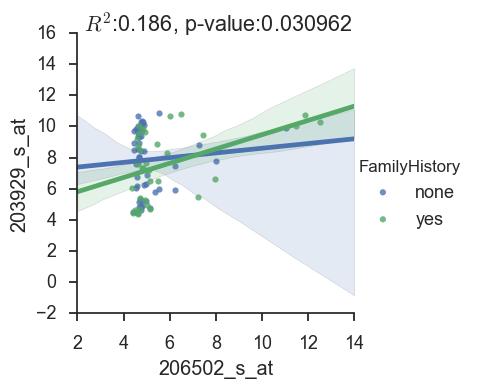 R²:0.186, p-value:0.030962
16
14
12
10
8
6
4
2
0
−2
203929_s_at
2 4 6 8 10 12 14
206502_s_at
FamilyHistory
none
yes